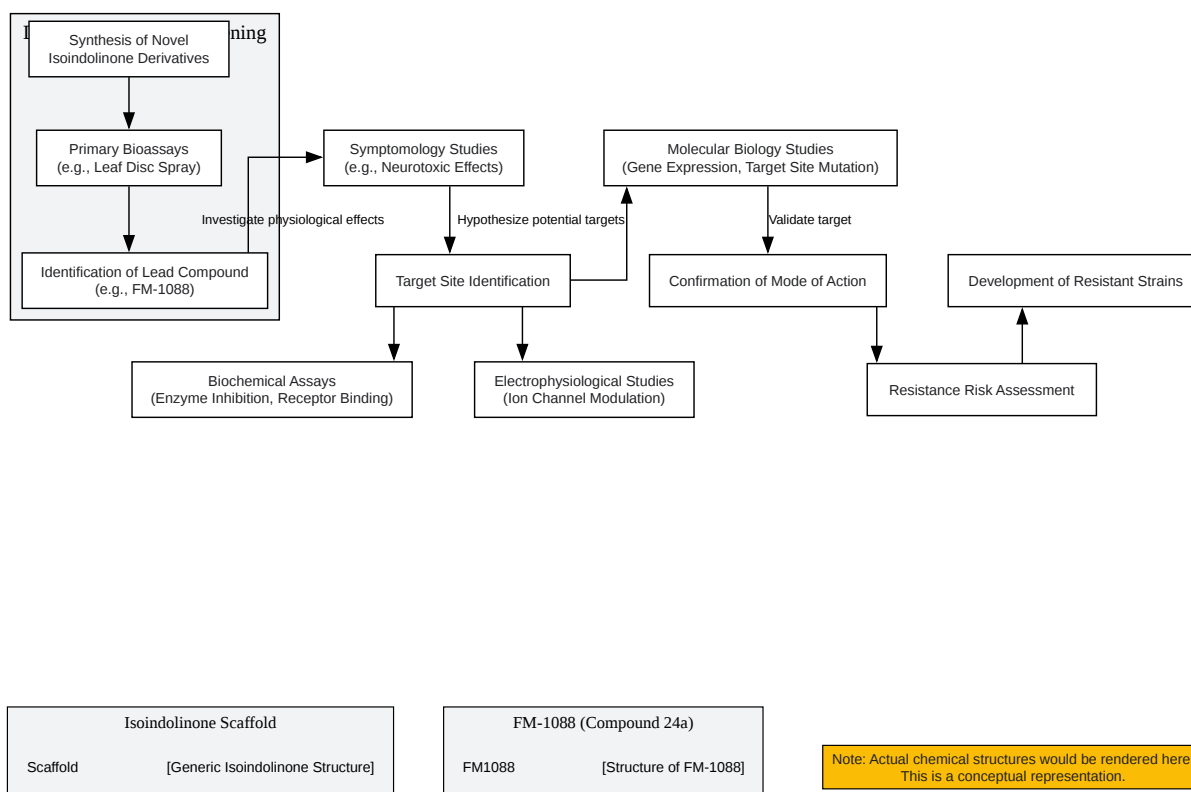 ning
Synthesis of Novel
Isoindolinone Derivatives
Primary Bioassays
(e.g., Leaf Disc Spray)
Identification of Lead Compound
(e.g., FM-1088)
Investigate physiological effects
Symptomology Studies
(e.g., Neurotoxic Effects)
Hypothesize potential targets
Target Site Identification
Biochemical Assays
(Enzyme Inhibition, Receptor Binding)
Electrophysiological Studies
(Ion Channel Modulation)
Molecular Biology Studies
(Gene Expression, Target Site Mutation)
Validate target
Confirmation of Mode of Action
Resistance Risk Assessment
Development of Resistant Strains
Isoindolinone Scaffold
Scaffold [Generic Isoindolinone Structure]
FM-1088 (Compound 24a)
FM1088 [Structure of FM-1088]
Note: Actual chemical structures would be rendered here
This is a conceptual representation.